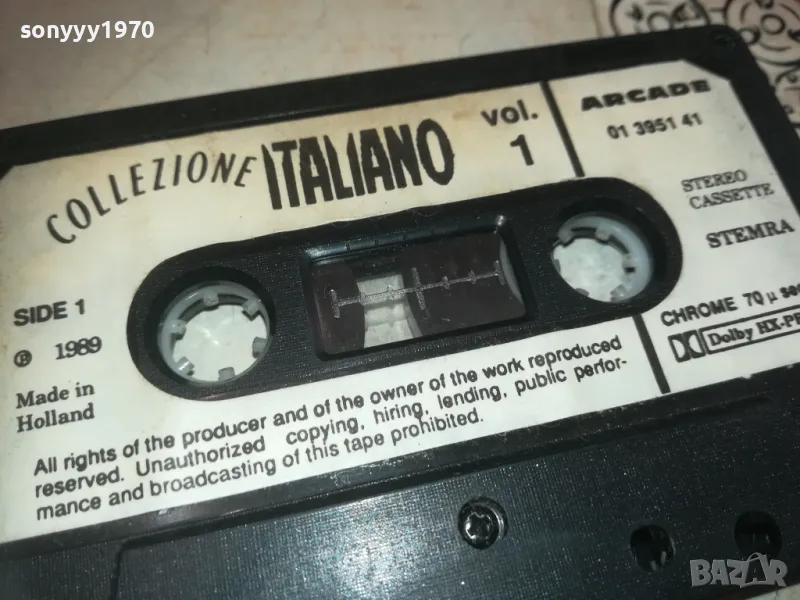 sonyyy1970
COLLEZIONE ITALIANO vol. 1
ARCADE
01 3951 41
STEREO
CASSETTE
STEMRA
SIDE 1
℗ 1989
Made in
Holland
CHROME 70 µ
Dolby
All rights of the producer and of the owner of the work reproduced
reserved. Unauthorized copying, hiring, lending, public perfor-
mance and broadcasting of this tape prohibited.
BAZAR